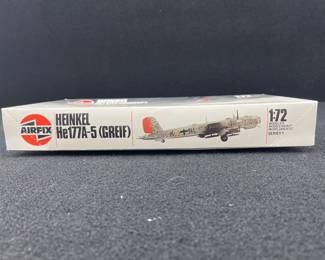 AIRFIX
HEINKEL
He177A-5 (GREIF)
1:72
SERIES